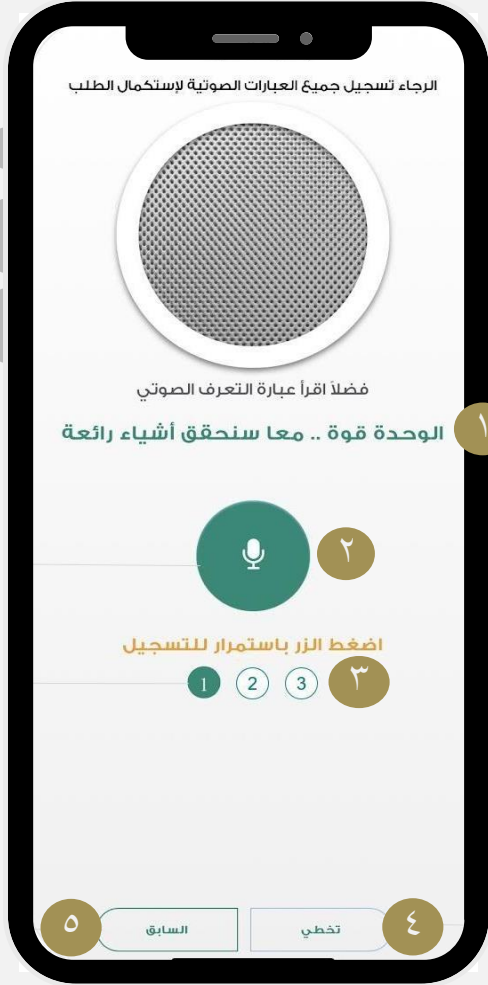 الرجاء تسجيل جميع العبارات الصوتية لإستكمال الطلب
فضلاً اقرأ عبارة التعرف الصوتي
١ الوحدة قوة .. معا سنحقق أشياء رائعة
٢
اضغط الزر باستمرار للتسجيل
1 2 3 ٣
٤ تخطي السابق ٥